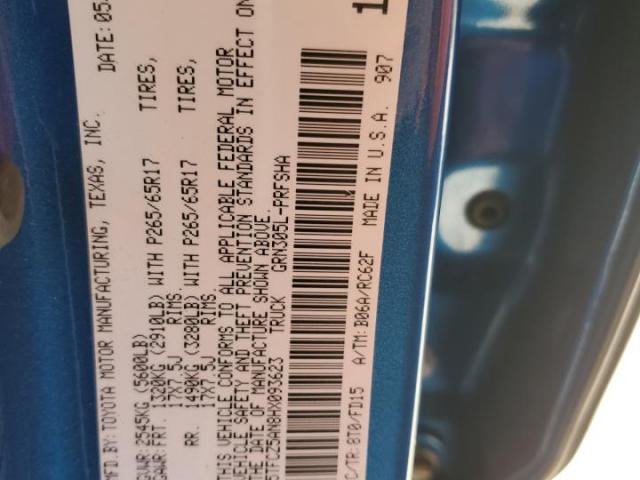 MFD.BY:TOYOTA MOTOR MANUFACTURING, TEXAS, INC. DATE: 05
GVWR:2545KG (5600LB)
GAWR:FRT. 1320KG (2910LB) WITH P265/65R17 TIRES,
17X7.5J RIMS.
RR. 1490KG (3280LB) WITH P265/65R17 TIRES,
17X7.5J RIMS.
THIS VEHICLE CONFORMS TO ALL APPLICABLE FEDERAL MOTOR
VEHICLE SAFETY AND THEFT PREVENTION STANDARDS IN EFFECT ON
DATE OF MANUFACTURE SHOWN ABOVE.
5TFCZ5AN8HX093623 TRUCK GRN305L-PRFSHA
C/TR:8T0/FD15 A/TM:B06A/RC62F MADE IN U.S.A. 907